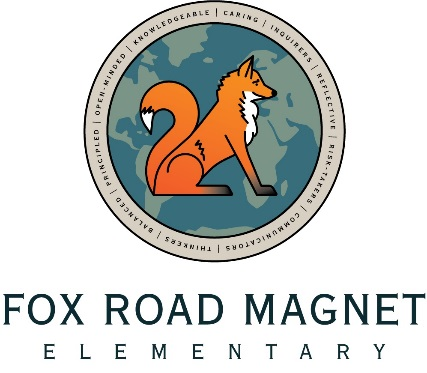 KNOWLEDGEABLE | CARING | INQUIRERS | REFLECTIVE | RISK-TAKERS | COMMUNICATORS | THINKERS | BALANCED | PRINCIPLED | OPEN-MINDED |
FOX ROAD MAGNET
ELEMENTARY